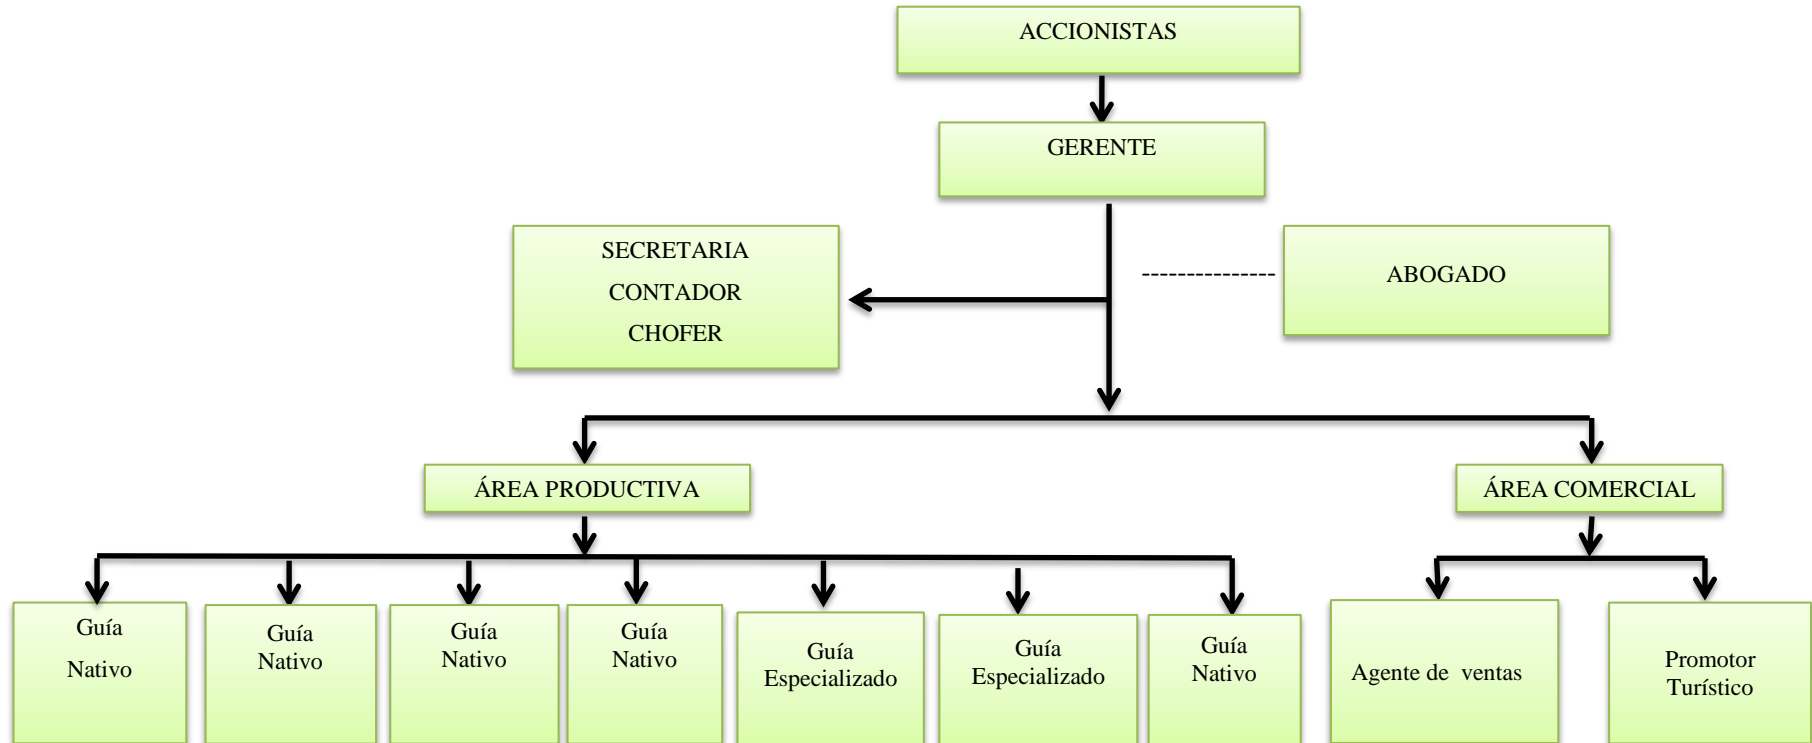 ACCIONISTAS
GERENTE
SECRETARIA
CONTADOR
CHOFER
ABOGADO
ÁREA PRODUCTIVA
ÁREA COMERCIAL
Guía
Nativo
Guía
Nativo
Guía
Nativo
Guía
Nativo
Guía
Especializado
Guía
Especializado
Guía
Nativo
Agente de ventas
Promotor
Turístico